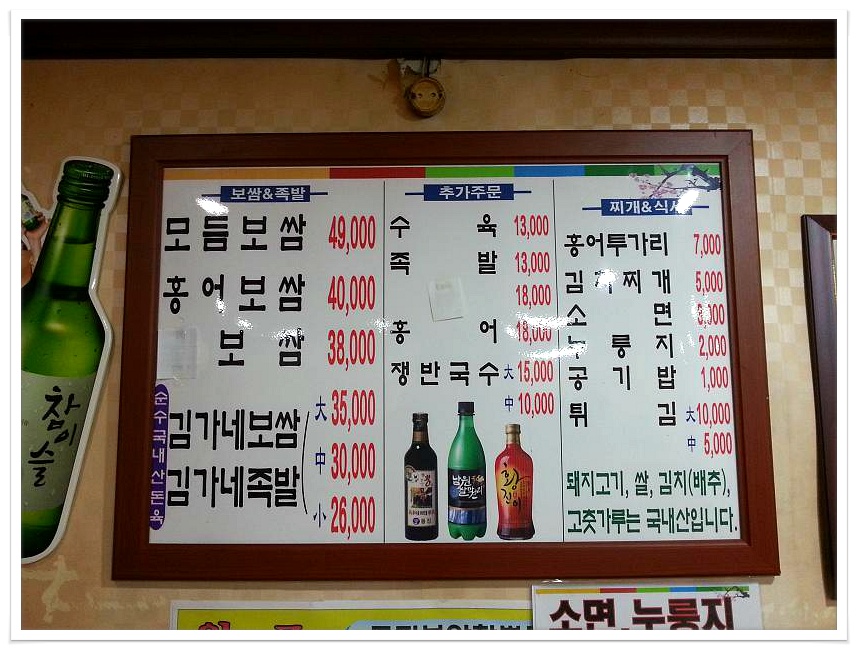 보쌈&족발
모듬보쌈 49,000
홍어보쌈 40,000
보쌈 38,000
순수국내산돈육
김가네보쌈
김가네족발
大 35,000
中 30,000
小 26,000
추가주문
수육 13,000
족발 13,000
18,000
홍어 18,000
쟁반국수 大 15,000
中 10,000
찌개&식사
홍어투가리 7,000
김치찌개 5,000
소면 3,000
누룽지 2,000
공기밥 1,000
튀김 大 10,000
中 5,000
돼지고기, 쌀, 김치(배추),
고춧가루는 국내산입니다.
참이슬
남원
황진이
소면,누룽지